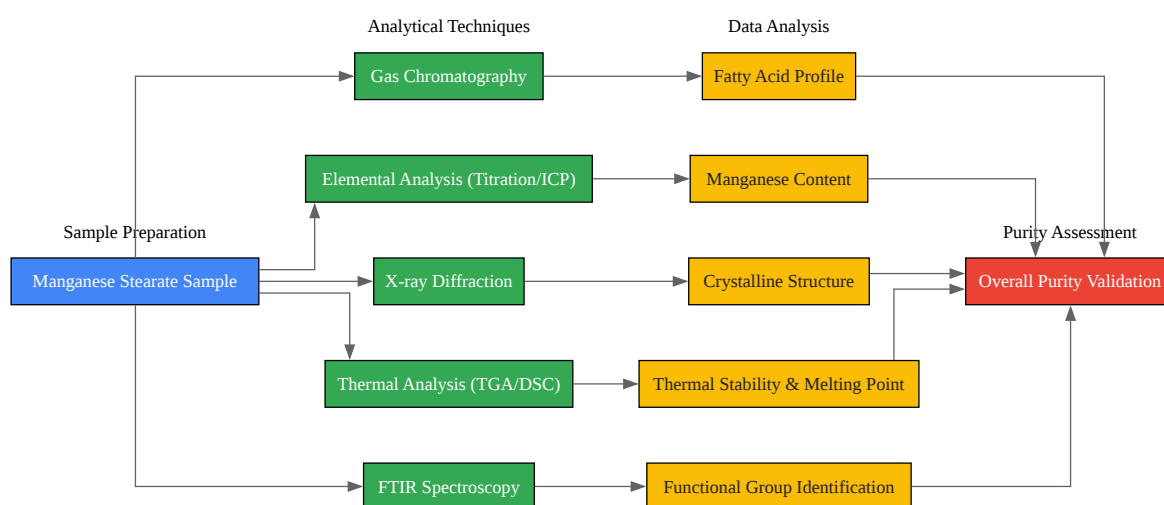 Analytical Techniques
Data Analysis
Gas Chromatography
Fatty Acid Profile
Elemental Analysis (Titration/ICP)
Manganese Content
Sample Preparation
Purity Assessment
Manganese Stearate Sample
X-ray Diffraction
Crystalline Structure
Overall Purity Validation
Thermal Analysis (TGA/DSC)
Thermal Stability & Melting Point
FTIR Spectroscopy
Functional Group Identification